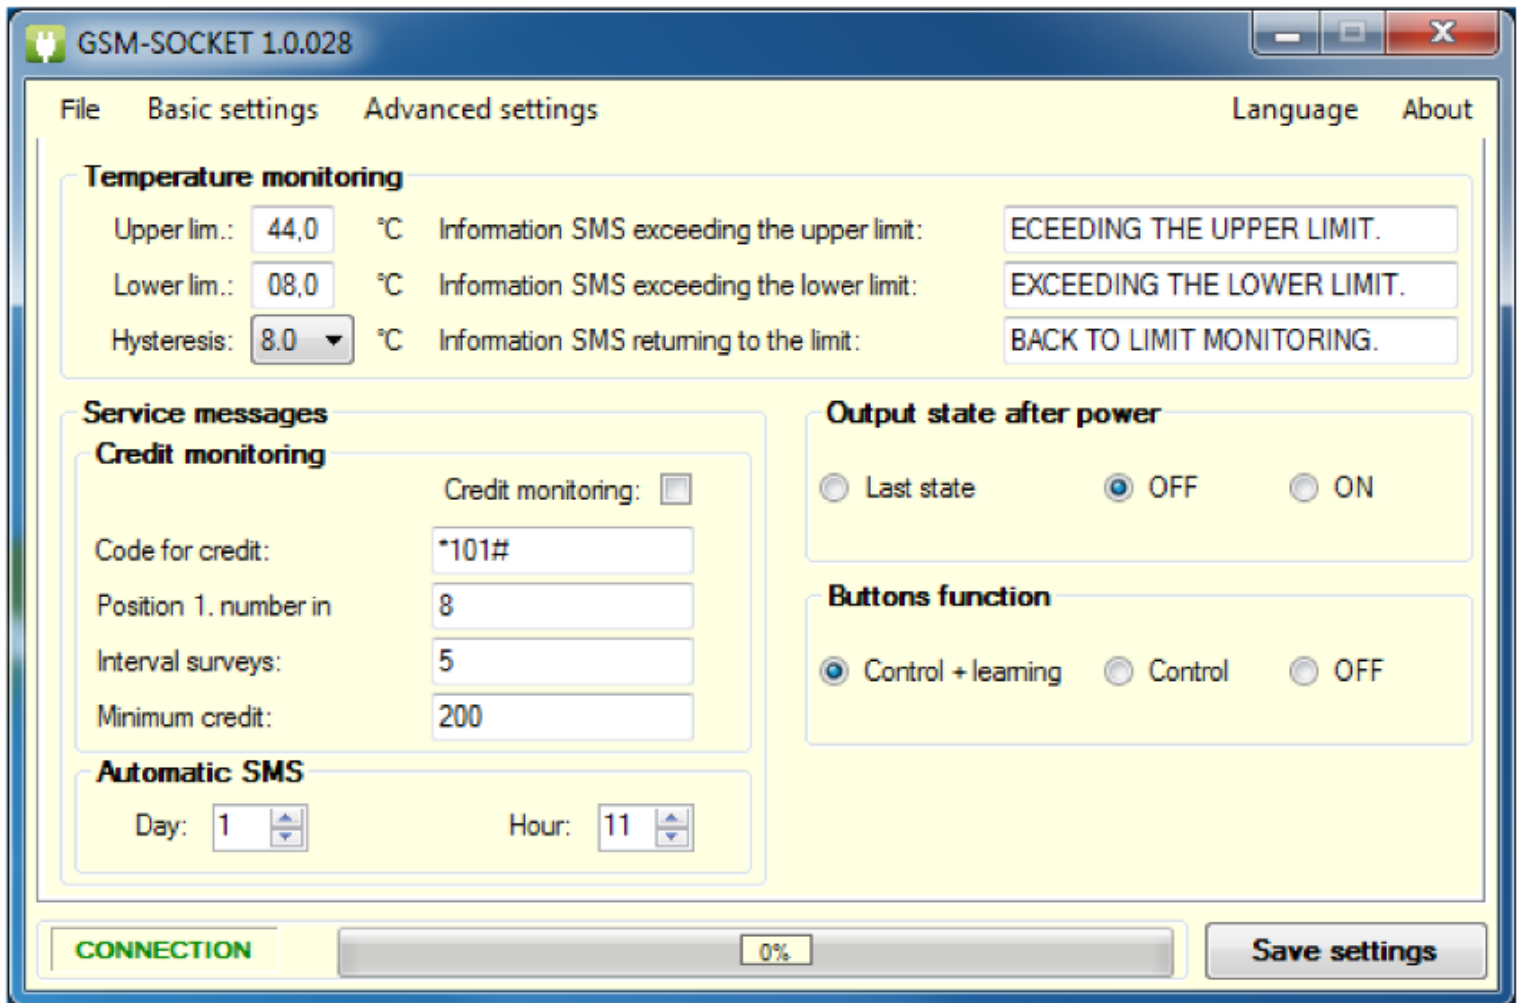 GSM-SOCKET 1.0.028
File Basic settings Advanced settings Language About
Temperature monitoring
Upper lim.: 44,0 °C Information SMS exceeding the upper limit: ECEEDING THE UPPER LIMIT.
Lower lim.: 08,0 °C Information SMS exceeding the lower limit: EXCEEDING THE LOWER LIMIT.
Hysteresis: 8.0 °C Information SMS returning to the limit: BACK TO LIMIT MONITORING.
Service messages
Credit monitoring
Credit monitoring:
Code for credit: *101#
Position 1. number in 8
Interval surveys: 5
Minimum credit: 200
Automatic SMS
Day: 1 Hour: 11
Output state after power
Last state OFF ON
Buttons function
Control + learning Control OFF
CONNECTION 0% Save settings